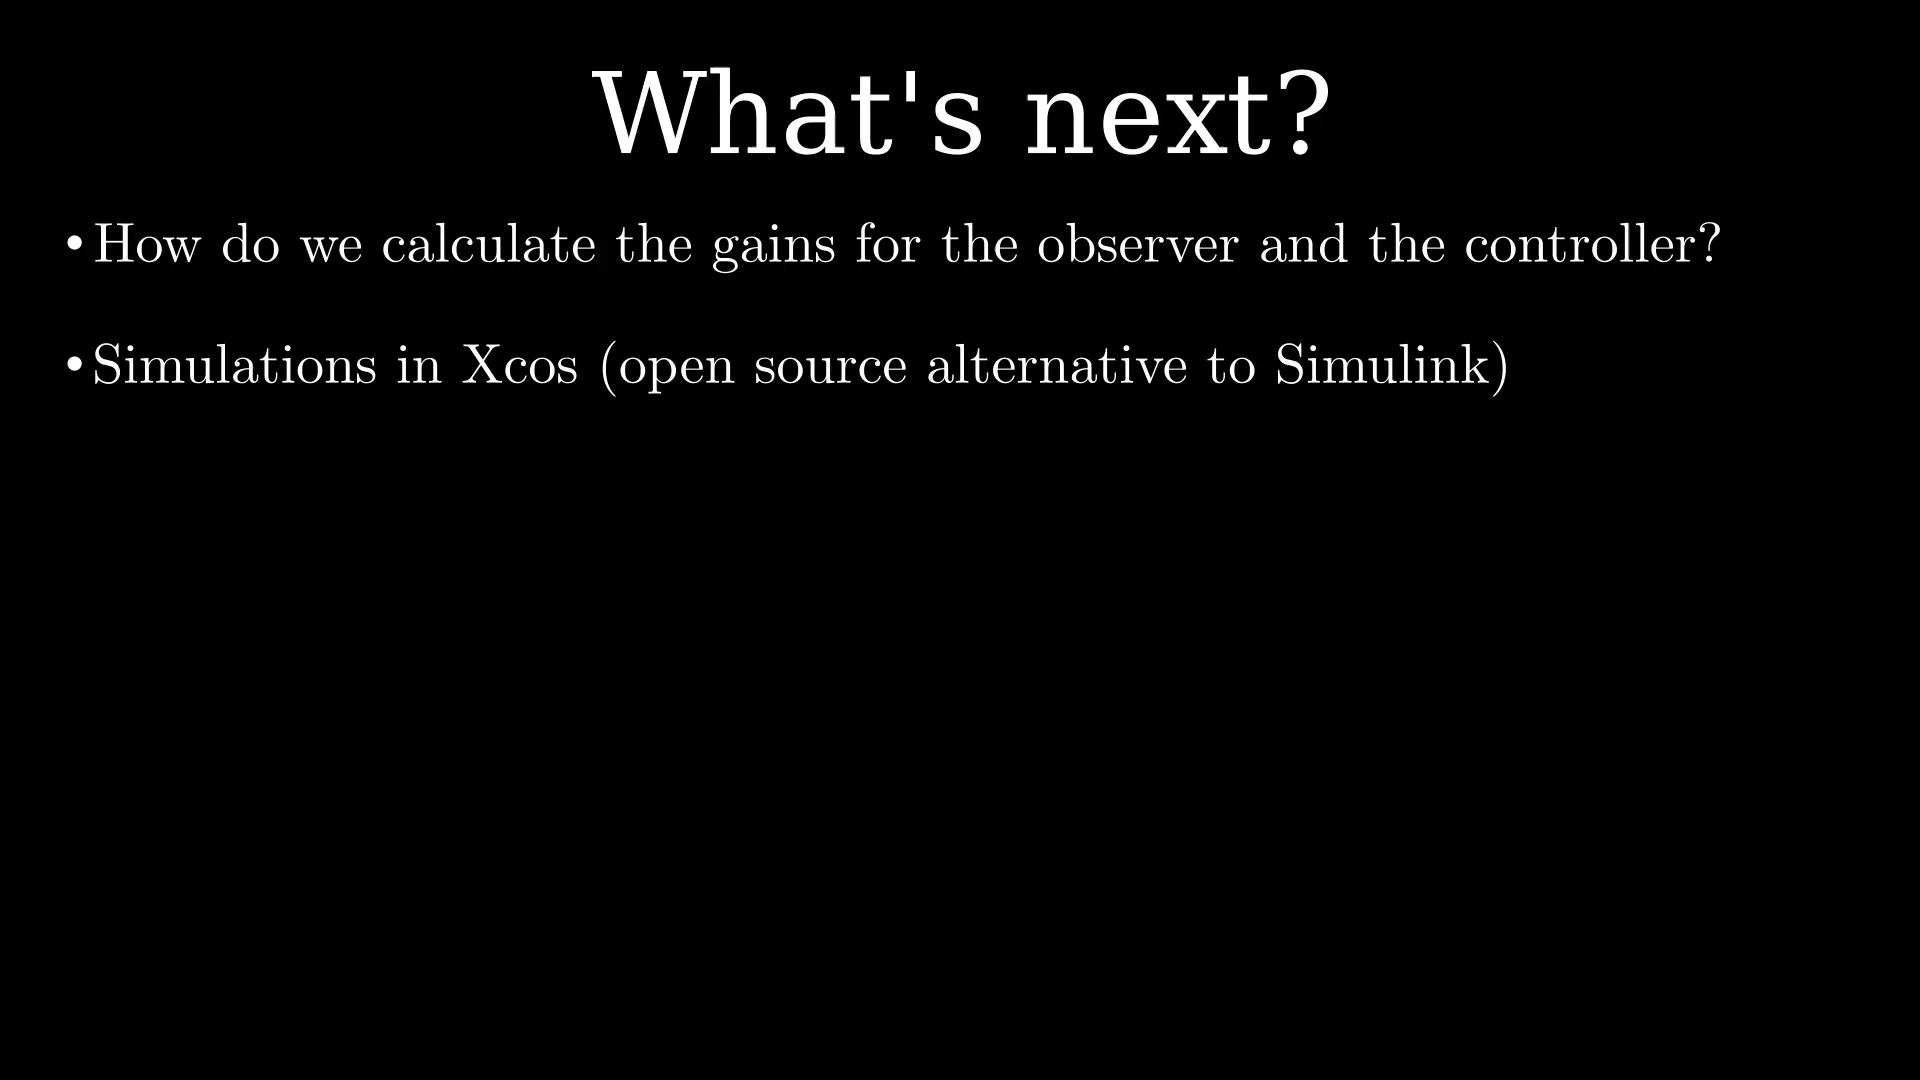 What's next?
• How do we calculate the gains for the observer and the controller?
• Simulations in Xcos (open source alternative to Simulink)